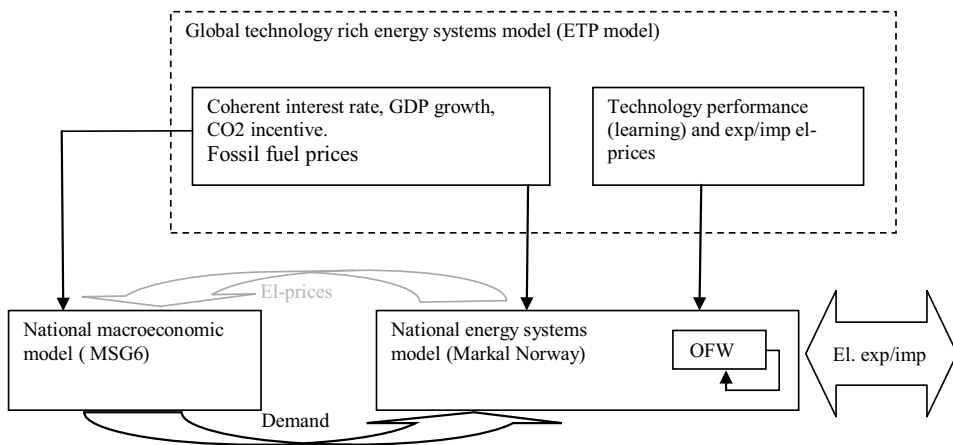 Global technology rich energy systems model (ETP model)
Coherent interest rate, GDP growth,
CO2 incentive.
Fossil fuel prices
Technology performance
(learning) and exp/imp el-
prices
El-prices
National macroeconomic
model ( MSG6)
National energy systems
model (Markal Norway)
OFW
El. exp/imp
Demand